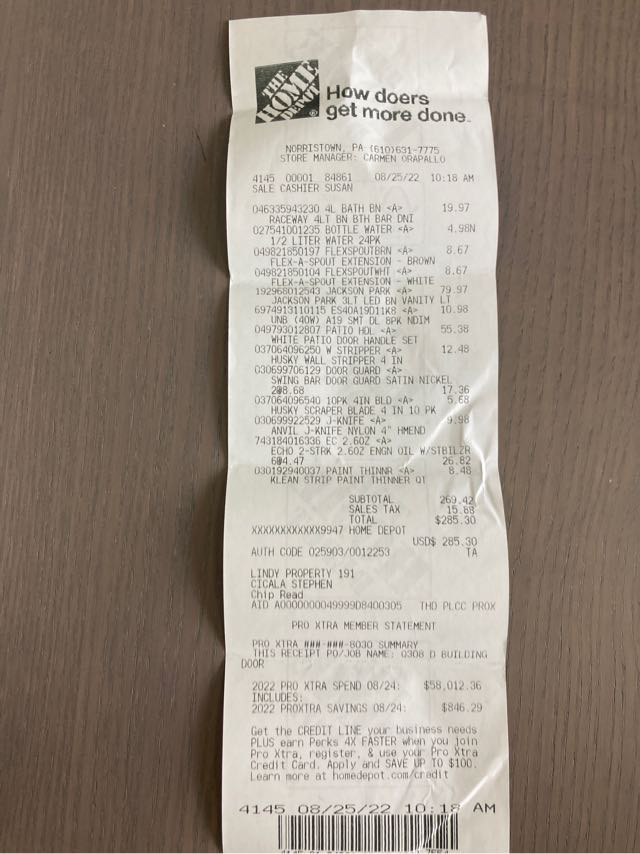 THE HOME DEPOT
®
How doers
get more done.
NORRISTOWN, PA (610)631-7775
STORE MANAGER: CARMEN ORAPALLO
4145 00001 84861 08/25/22 10:18 AM
SALE CASHIER SUSAN
046335943230 4L BATH BN <A> 19.97
RACEWAY 4LT BN BTH BAR DNI
027541001235 BOTTLE WATER <A> 4.98N
1/2 LITER WATER 24PK
049821850197 FLEXSPOUTBRN <A> 8.67
FLEX-A-SPOUT EXTENSION - BROWN
049821850104 FLEXSPOUTWHT <A> 8.67
FLEX-A-SPOUT EXTENSION - WHITE
192968012543 JACKSON PARK <A> 79.97
JACKSON PARK 3LT LED BN VANITY LT
6974913110115 ES40A19D11K8 <A> 10.98
UNB (40W) A19 SMT DL 8PK NDIM
049793012807 PATIO HDL <A> 55.38
WHITE PATIO DOOR HANDLE SET
037064096250 W STRIPPER <A> 12.48
HUSKY WALL STRIPPER 4 IN
030699706129 DOOR GUARD <A>
SWING BAR DOOR GUARD SATIN NICKEL
2@8.68 17.36
037064096540 10PK 4IN BLD <A> 5.68
HUSKY SCRAPER BLADE 4 IN 10 PK
030699922529 J-KNIFE <A> 9.98
ANVIL J-KNIFE NYLON 4" HMEND
743184016336 EC 2.6OZ <A>
ECHO 2-STRK 2.6OZ ENGN OIL W/STBILZR
6@4.47 26.82
030192940037 PAINT THINNR <A> 8.48
KLEAN STRIP PAINT THINNER QT
SUBTOTAL 269.42
SALES TAX 15.88
TOTAL $285.30
XXXXXXXXXXXX9947 HOME DEPOT
USD$ 285.30
AUTH CODE 025903/0012253 TA
LINDY PROPERTY 191
CICALA STEPHEN
Chip Read
AID A0000000049999D8400305 THD PLCC PROX
PRO XTRA MEMBER STATEMENT
PRO XTRA ###-###-8030 SUMMARY
THIS RECEIPT PO/JOB NAME: 0308 D BUILDING
DOOR
2022 PRO XTRA SPEND 08/24: $58,012.36
INCLUDES:
2022 PROXTRA SAVINGS 08/24: $846.29
Get the CREDIT LINE your business needs
PLUS earn Perks 4X FASTER when you join
Pro Xtra, register, & use your Pro Xtra
Credit Card. Apply and SAVE UP TO $100.
Learn more at homedepot.com/credit
4145 08/25/22 10:18 AM